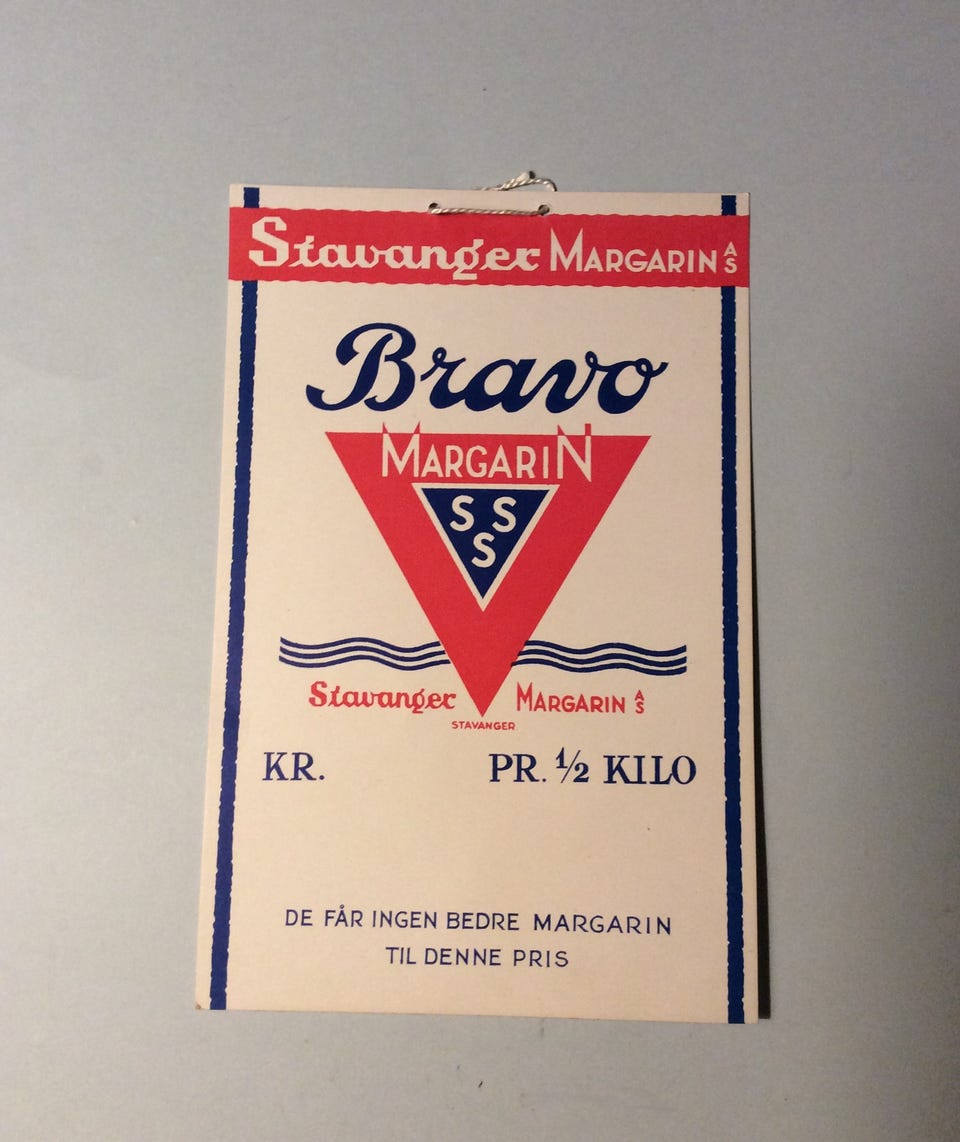 Stavanger MARGARIN A/S
Bravo
MARGARIN
S S
S
Stavanger MARGARIN A/S
STAVANGER
KR. PR. 1/2 KILO
DE FÅR INGEN BEDRE MARGARIN
TIL DENNE PRIS